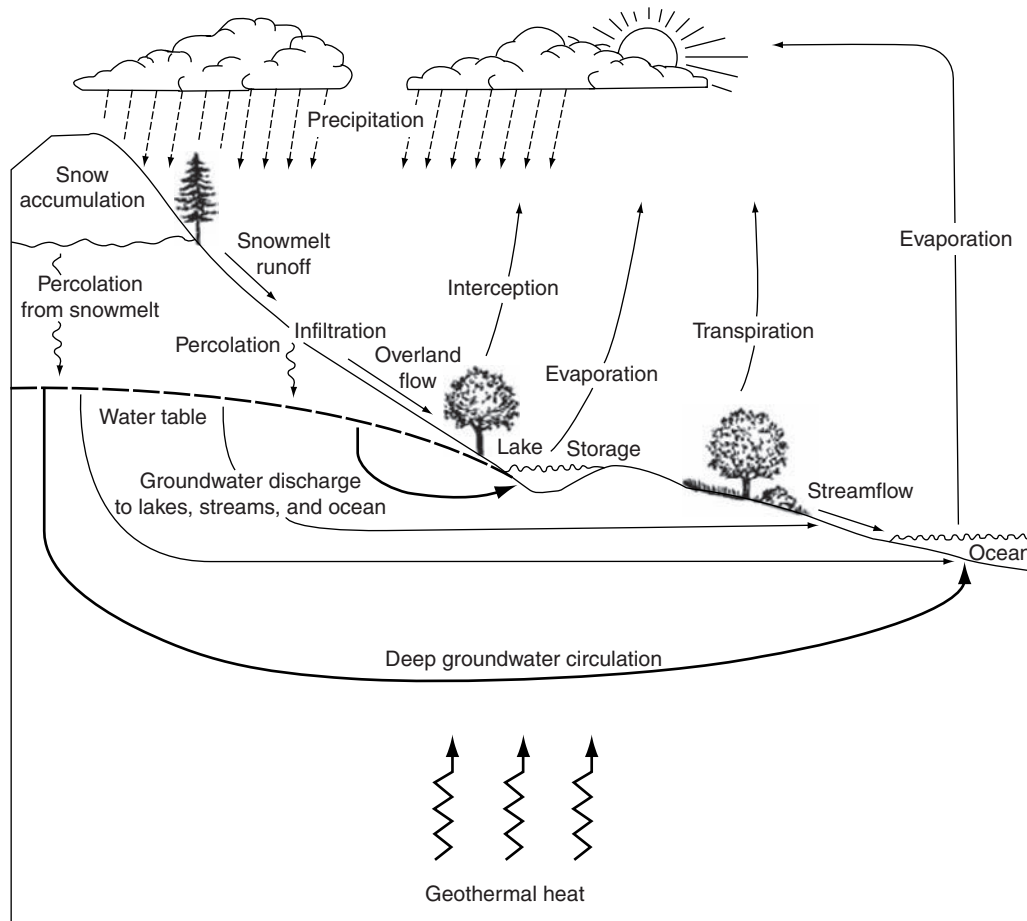 Precipitation
Snow
accumulation
Snowmelt
runoff
Evaporation
Percolation
from snowmelt
Interception
Infiltration
Transpiration
Percolation
Overland
flow
Evaporation
Water table
Lake
Storage
Groundwater discharge
to lakes, streams, and ocean
Streamflow
Ocean
Deep groundwater circulation
Geothermal heat